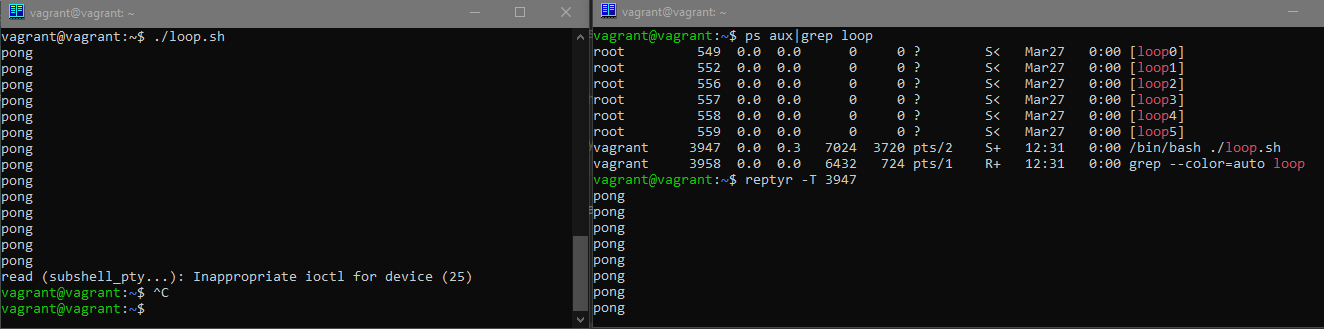 vagrant@vagrant: ~
vagrant@vagrant:~$ ./loop.sh
pong
pong
pong
pong
pong
pong
pong
pong
pong
pong
pong
pong
pong
pong
read (subshell_pty...): Inappropriate ioctl for device (25)
vagrant@vagrant:~$ ^C
vagrant@vagrant:~$
vagrant@vagrant: ~
vagrant@vagrant:~$ ps aux|grep loop
root 549 0.0 0.0 0 0 ? S< Mar27 0:00 [loop0]
root 552 0.0 0.0 0 0 ? S< Mar27 0:00 [loop1]
root 556 0.0 0.0 0 0 ? S< Mar27 0:00 [loop2]
root 557 0.0 0.0 0 0 ? S< Mar27 0:00 [loop3]
root 558 0.0 0.0 0 0 ? S< Mar27 0:00 [loop4]
root 559 0.0 0.0 0 0 ? S< Mar27 0:00 [loop5]
vagrant 3947 0.0 0.3 7024 3720 pts/2 S+ 12:31 0:00 /bin/bash ./loop.sh
vagrant 3958 0.0 0.0 6432 724 pts/1 R+ 12:31 0:00 grep --color=auto loop
vagrant@vagrant:~$ reptyr -T 3947
pong
pong
pong
pong
pong
pong
pong
pong